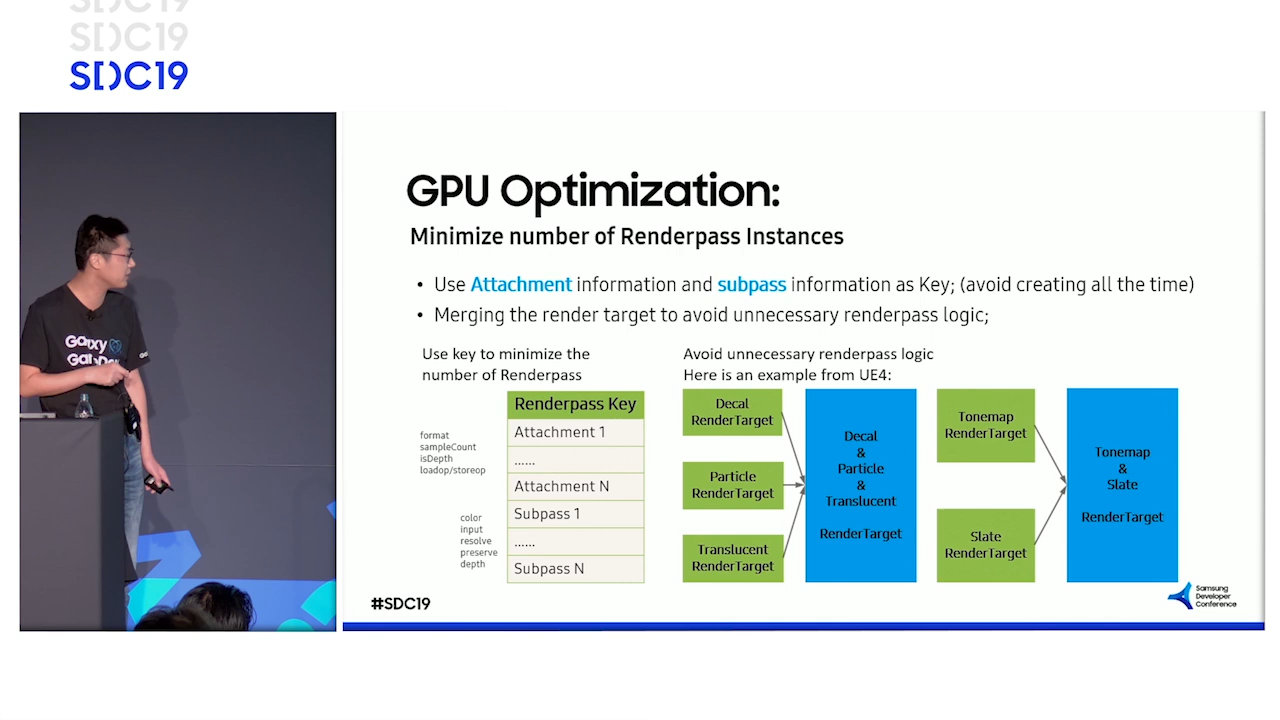 SDC19
SDC19
SDC19
GPU Optimization:
Minimize number of Renderpass Instances
• Use Attachment information and subpass information as Key; (avoid creating all the time)
• Merging the render target to avoid unnecessary renderpass logic;
Use key to minimize the
number of Renderpass
Renderpass Key
format
sampleCount
isDepth
loadop/storeop
Attachment 1
......
Attachment N
color
input
resolve
preserve
depth
Subpass 1
......
Subpass N
Avoid unnecessary renderpass logic
Here is an example from UE4:
Decal
RenderTarget
Particle
RenderTarget
Translucent
RenderTarget
Decal
&
Particle
&
Translucent
RenderTarget
Tonemap
RenderTarget
Slate
RenderTarget
Tonemap
&
Slate
RenderTarget
#SDC19
Samsung
Developer
Conference
Galaxy